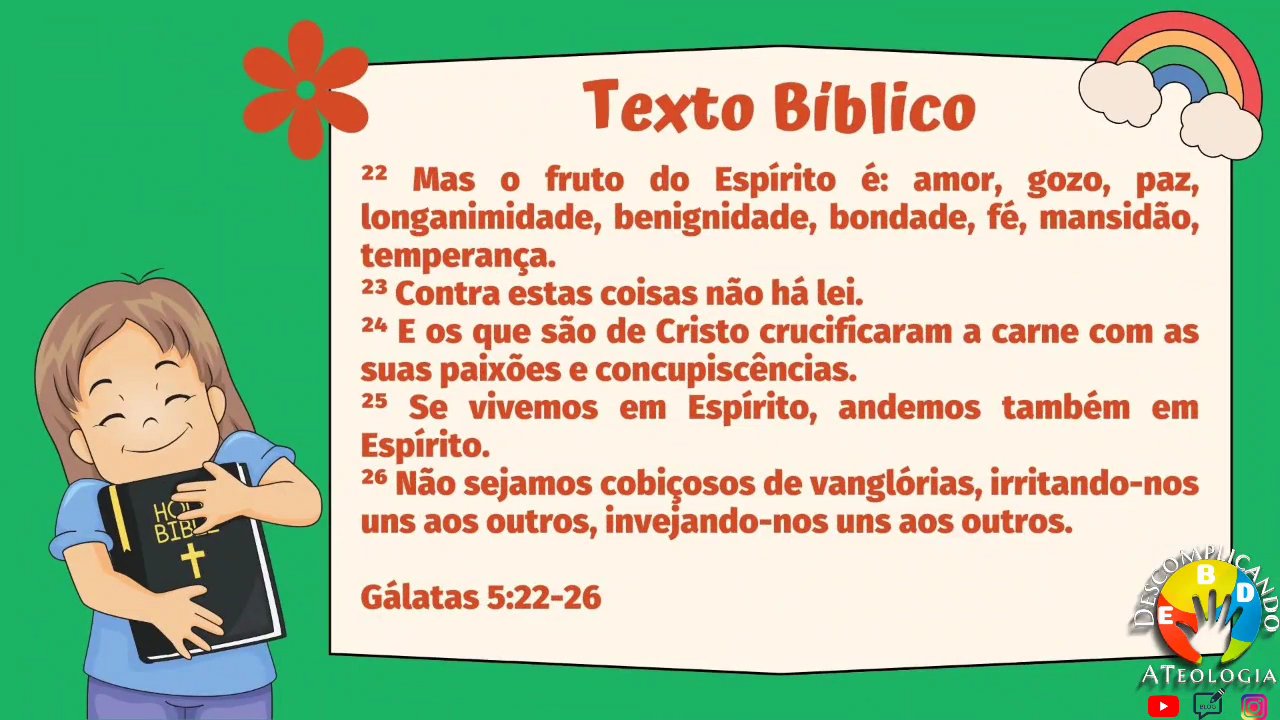 Texto Bíblico
²² Mas o fruto do Espírito é: amor, gozo, paz,
longanimidade, benignidade, bondade, fé, mansidão,
temperança.
²³ Contra estas coisas não há lei.
²⁴ E os que são de Cristo crucificaram a carne com as
suas paixões e concupiscências.
²⁵ Se vivemos em Espírito, andemos também em
Espírito.
²⁶ Não sejamos cobiçosos de vanglórias, irritando-nos
uns aos outros, invejando-nos uns aos outros.
Gálatas 5:22-26
HOLY
BIBLE
DESCOMPLICANDO
E B D
ATEOLOGIA
BLOG